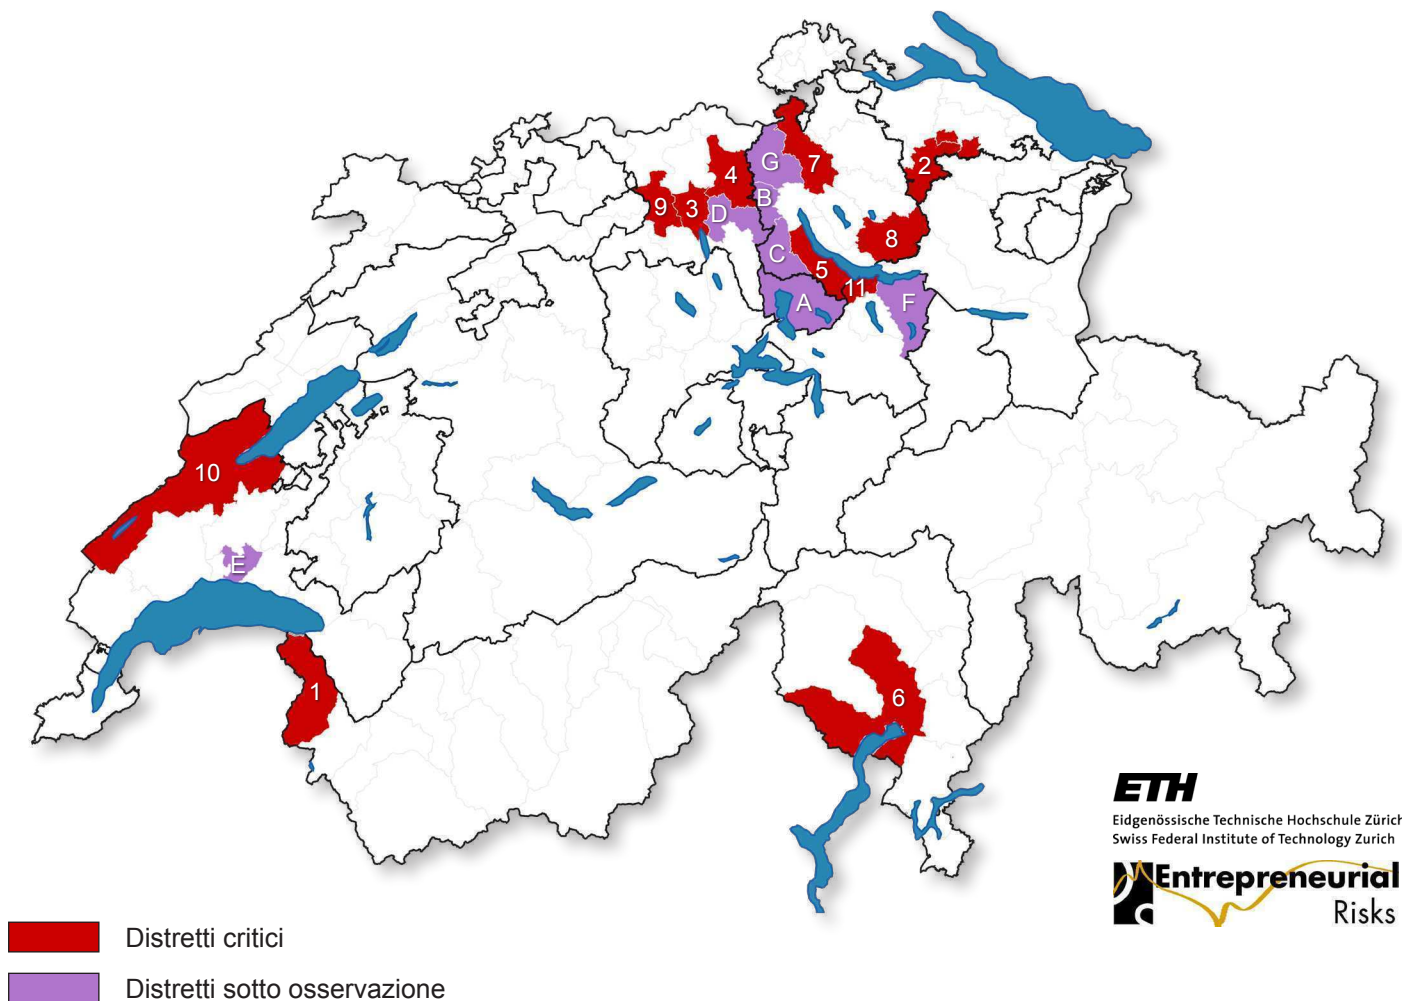 2
G
7
4
B
9
3
D
8
C
5
11
A
F
10
E
1
6
ETH
Eidgenössische Technische Hochschule Zürich
Swiss Federal Institute of Technology Zurich
Entrepreneurial
Risks
Distretti critici
Distretti sotto osservazione